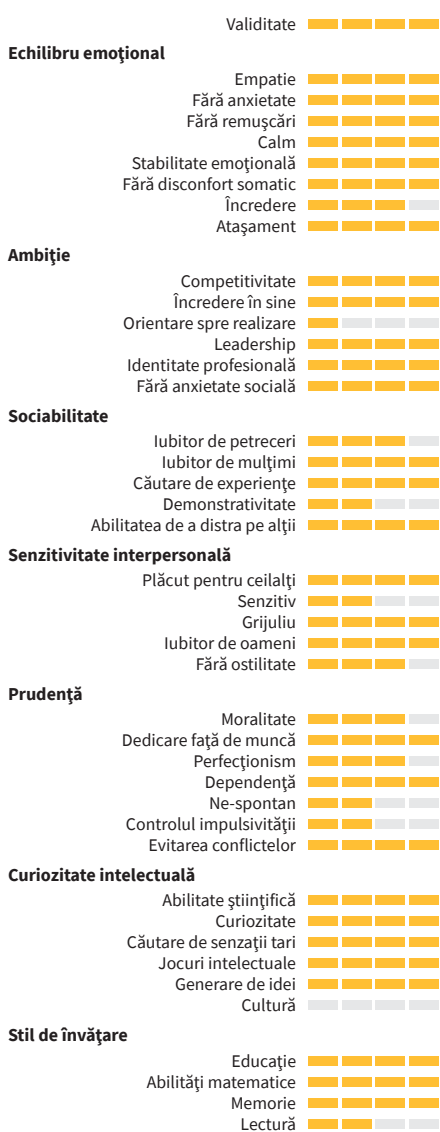 Validitate
Echilibru emoţional
Empatie
Fără anxietate
Fără remuşcări
Calm
Stabilitate emoţională
Fără disconfort somatic
Încredere
Ataşament
Ambiţie
Competitivitate
Încredere în sine
Orientare spre realizare
Leadership
Identitate profesională
Fără anxietate socială
Sociabilitate
Iubitor de petreceri
Iubitor de mulţimi
Căutare de experienţe
Demonstrativitate
Abilitatea de a distra pe alţii
Senzitivitate interpersonală
Plăcut pentru ceilalţi
Senzitiv
Grijuliu
Iubitor de oameni
Fără ostilitate
Prudenţă
Moralitate
Dedicare faţă de muncă
Perfecţionism
Dependenţă
Ne-spontan
Controlul impulsivităţii
Evitarea conflictelor
Curiozitate intelectuală
Abilitate ştiinţifică
Curiozitate
Căutare de senzaţii tari
Jocuri intelectuale
Generare de idei
Cultură
Stil de învăţare
Educaţie
Abilităţi matematice
Memorie
Lectură